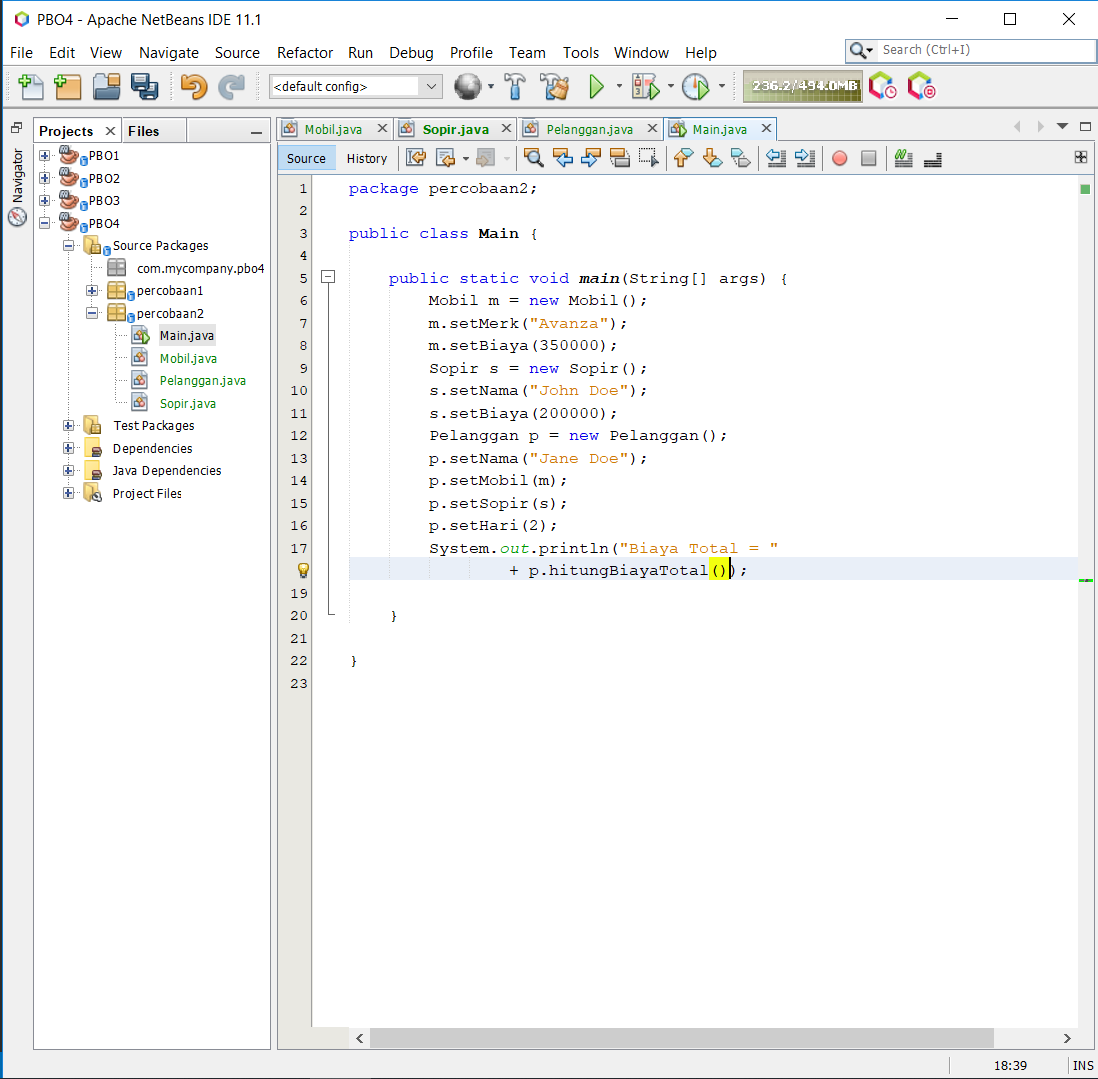 PBO4 - Apache NetBeans IDE 11.1
File Edit View Navigate Source Refactor Run Debug Profile Team Tools Window Help
Search (Ctrl+I)
<default config>
236.2/494.0MB
Projects Files
Navigator
PBO1
PBO2
PBO3
PBO4
Source Packages
com.mycompany.pbo4
percobaan1
percobaan2
Main.java
Mobil.java
Pelanggan.java
Sopir.java
Test Packages
Dependencies
Java Dependencies
Project Files
Mobil.java Sopir.java Pelanggan.java Main.java
Source History
1 package percobaan2;
2
3 public class Main {
4
5 public static void main(String[] args) {
6 Mobil m = new Mobil();
7 m.setMerk("Avanza");
8 m.setBiaya(350000);
9 Sopir s = new Sopir();
10 s.setNama("John Doe");
11 s.setBiaya(200000);
12 Pelanggan p = new Pelanggan();
13 p.setNama("Jane Doe");
14 p.setMobil(m);
15 p.setSopir(s);
16 p.setHari(2);
17 System.out.println("Biaya Total = "
+ p.hitungBiayaTotal());
19
20 }
21
22 }
23
18:39 INS